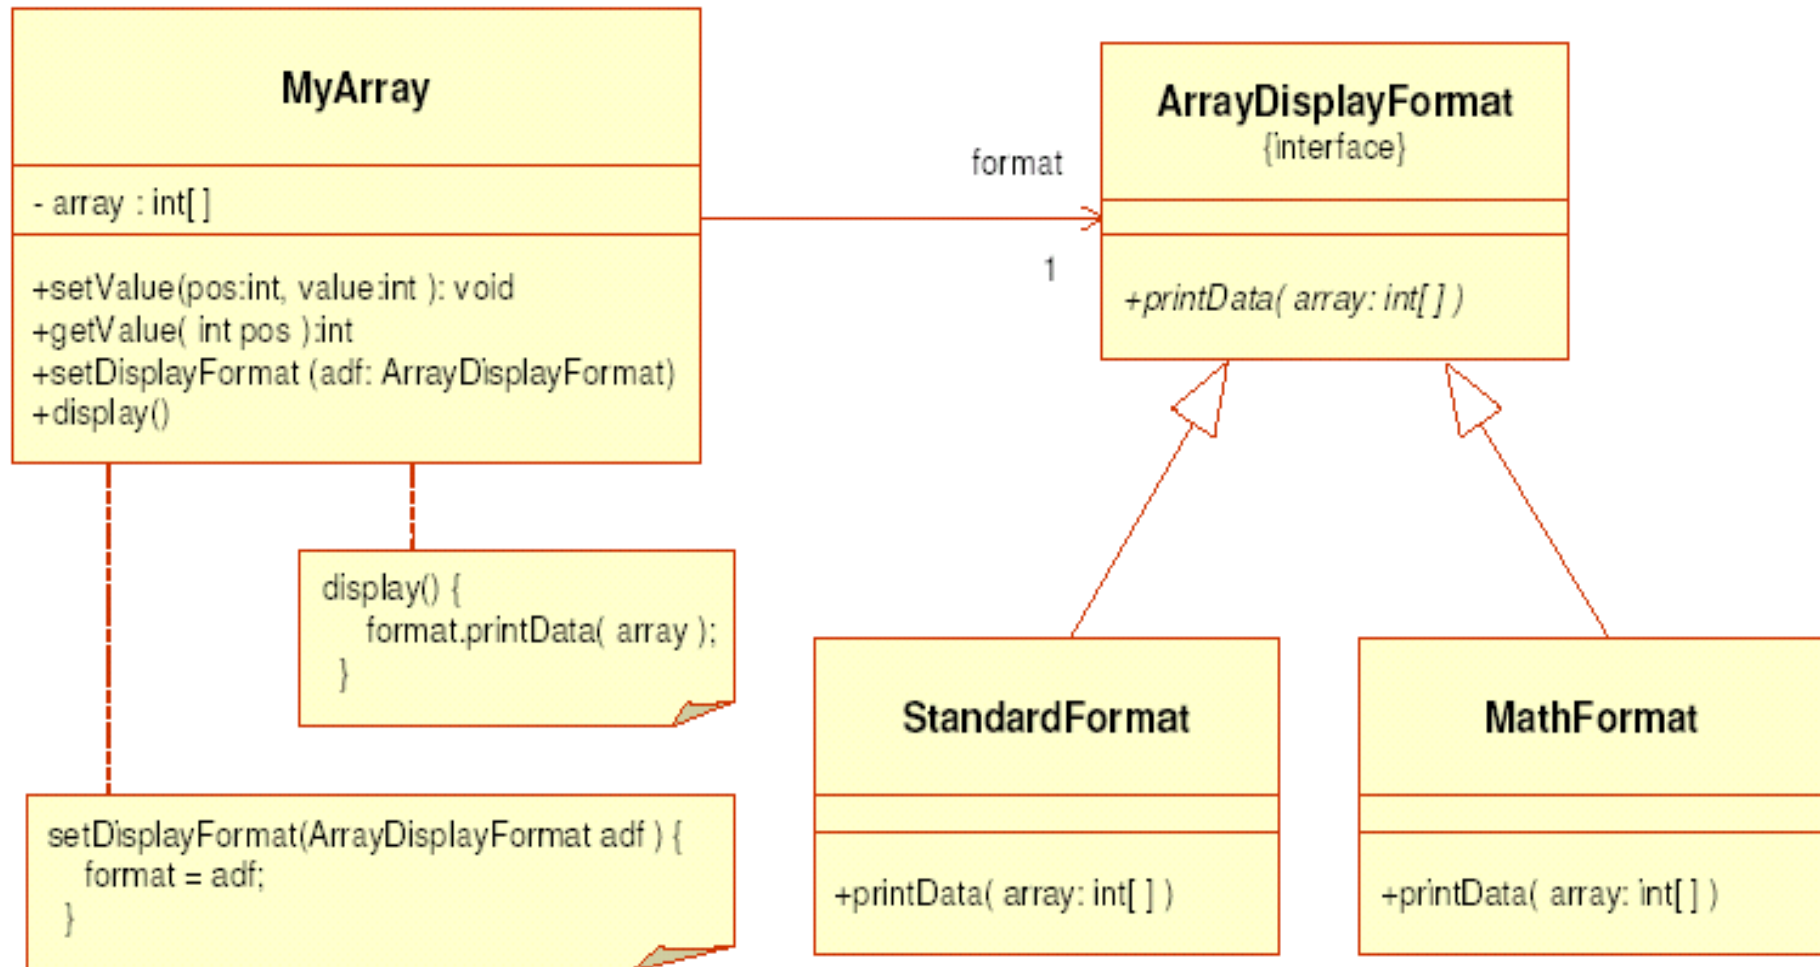 MyArray
- array : int[ ]
+setValue(pos:int, value:int ): void
+getValue( int pos ):int
+setDisplayFormat (adf: ArrayDisplayFormat)
+display()
format
1
ArrayDisplayFormat
{interface}
+printData( array: int[ ] )
display() {
format.printData( array );
}
setDisplayFormat(ArrayDisplayFormat adf ) {
format = adf;
}
StandardFormat
+printData( array: int[ ] )
MathFormat
+printData( array: int[ ] )